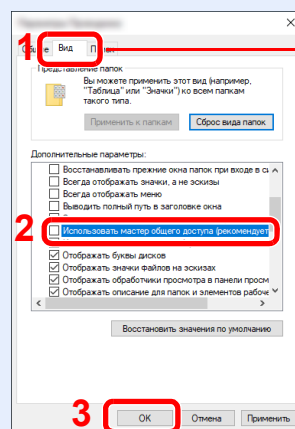 1
Вид
Представление папок
Вы можете применить этот вид (например,
"Таблица" или "Значки") ко всем папкам
такого типа.
Применить к папкам
Сброс вида папок
Дополнительные параметры:
Восстанавливать прежние окна папок при входе в си
Всегда отображать значки, а не эскизы
Всегда отображать меню
Выводить полный путь в заголовке окна
2
Использовать мастер общего доступа (рекомендует
Отображать буквы дисков
Отображать значки файлов на эскизах
Отображать обработчики просмотра в панели просм
Отображать описание для папок и элементов рабоче
Восстановить значения по умолчанию
3
ОК
Отмена
Применить